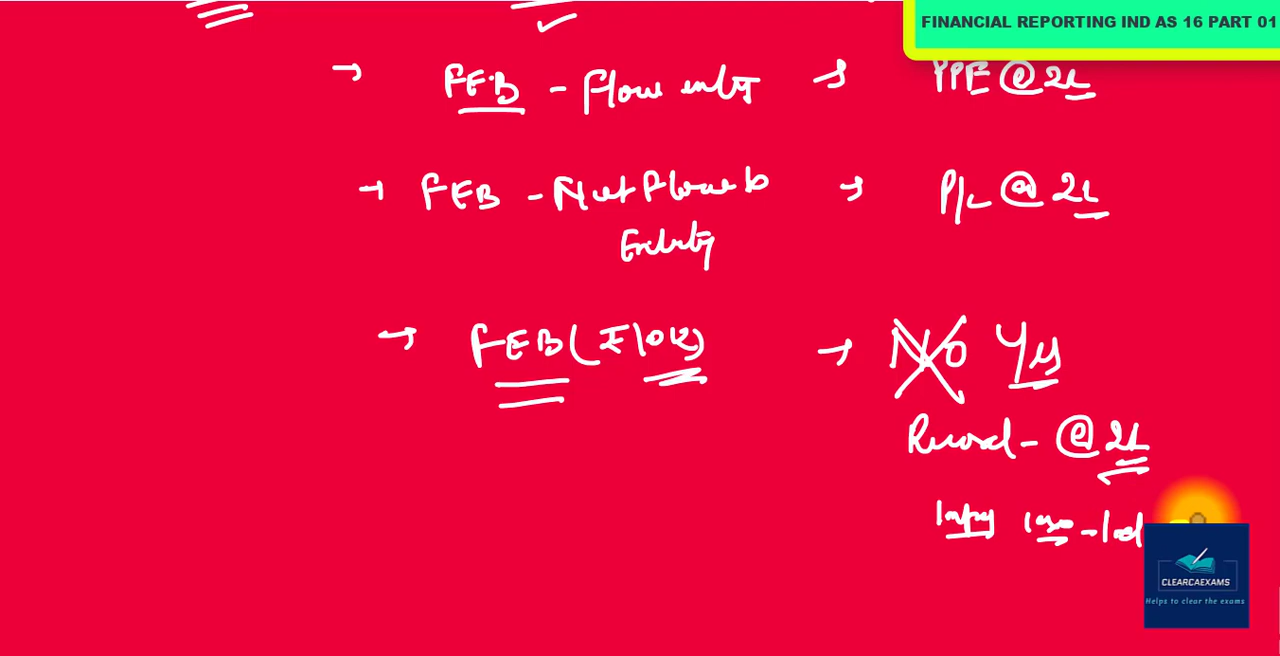 FINANCIAL REPORTING IND AS 16 PART 01
→ FEB - Flow entity → PPE @ 2L
→ FEB - Not flow to → P/L @ 2L
Entity
→ FEB ( → No Yes
Record - @ 2L
CLEARCAEXAMS
Helps to clear the exams